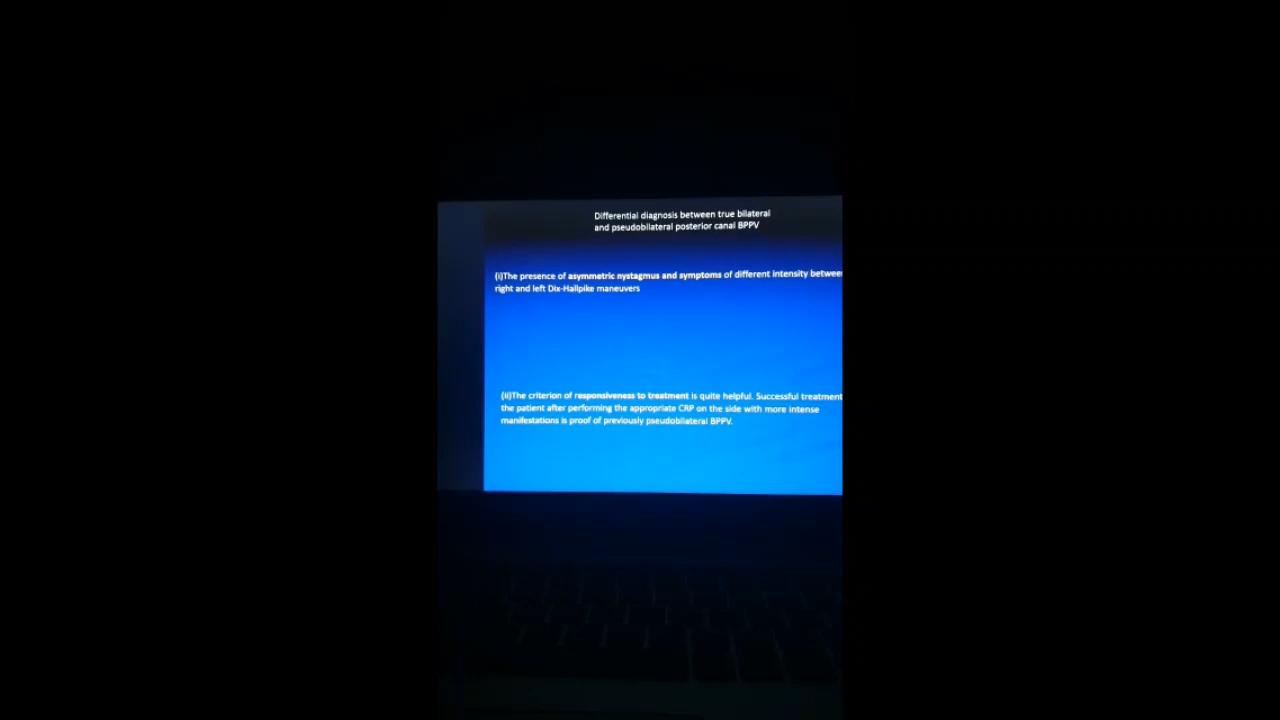 Differential diagnosis between true bilateral
and pseudobilateral posterior canal BPPV
(i)The presence of asymmetric nystagmus and symptoms of different intensity between
right and left Dix-Hallpike maneuvers
(ii)The criterion of responsiveness to treatment is quite helpful. Successful treatment
the patient after performing the appropriate CRP on the side with more intense
manifestations is proof of previously pseudobilateral BPPV.